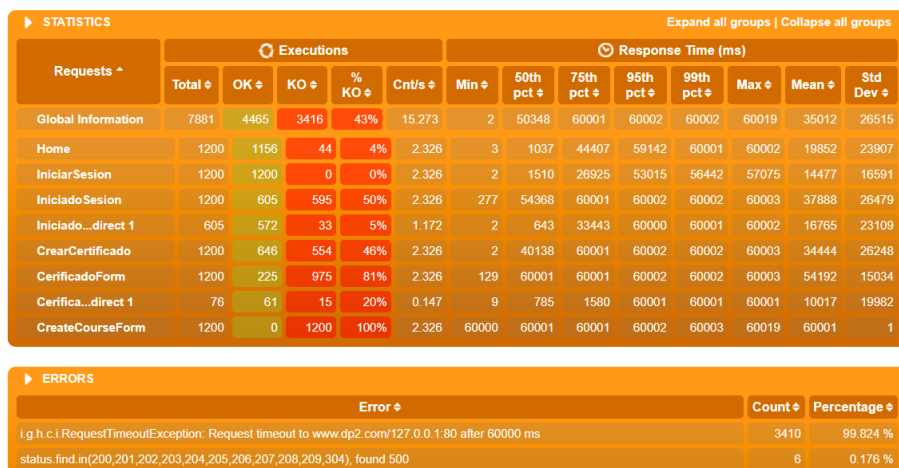 STATISTICS Expand all groups | Collapse all groups
Requests Executions Response Time (ms)
Total OK KO % KO Cnt/s Min 50th pct 75th pct 95th pct 99th pct Max Mean Std Dev
Global Information 7881 4465 3416 43% 15.273 2 50348 60001 60002 60002 60019 35012 26515
Home 1200 1156 44 4% 2.326 3 1037 44407 59142 60001 60002 19852 23907
IniciarSesion 1200 1200 0 0% 2.326 2 1510 26925 53015 56442 57075 14477 16591
IniciadoSesion 1200 605 595 50% 2.326 277 54368 60001 60002 60002 60003 37888 26479
Iniciado...direct 1 605 572 33 5% 1.172 2 643 33443 60000 60001 60002 16765 23109
CrearCertificado 1200 646 554 46% 2.326 2 40138 60001 60002 60002 60003 34444 26248
CerificadoForm 1200 225 975 81% 2.326 129 60001 60001 60002 60002 60003 54192 15034
Cerifica...direct 1 76 61 15 20% 0.147 9 785 1580 60001 60001 60001 10017 19982
CreateCourseForm 1200 0 1200 100% 2.326 60000 60001 60001 60002 60003 60019 60001 1
ERRORS
Error Count Percentage
i.g.h.c.i.RequestTimeoutException: Request timeout to www.dp2.com/127.0.0.1:80 after 60000 ms 3410 99.824 %
status.find.in(200,201,202,203,204,205,206,207,208,209,304), found 500 6 0.176 %